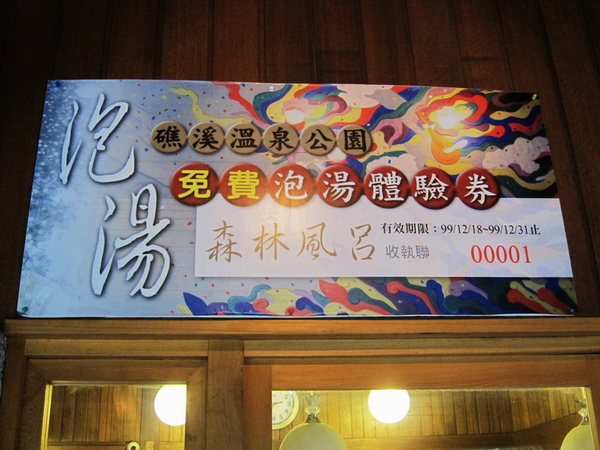 泡湯
礁溪溫泉公園
免費泡湯體驗券
森林風呂
有效期限：99/12/18~99/12/31止
收執聯
00001